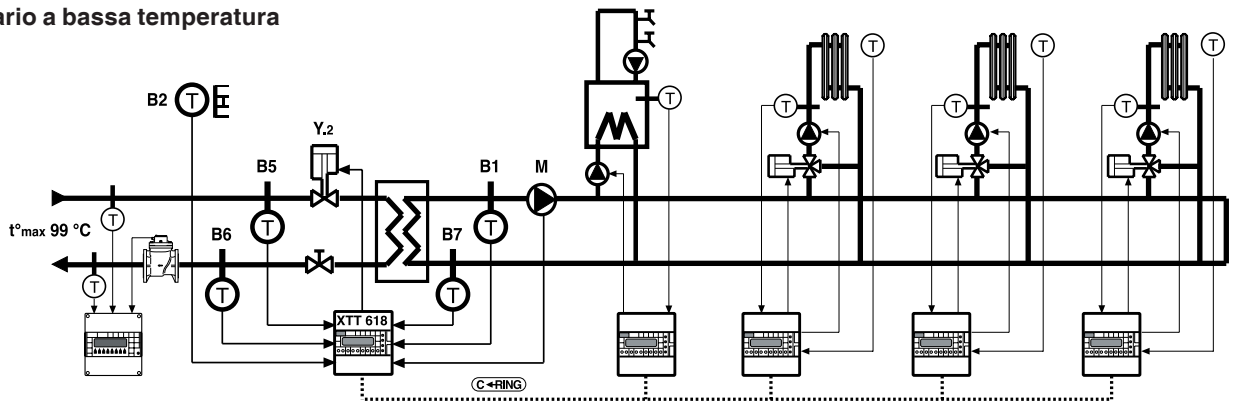 ario a bassa temperatura
B2
T
Y.2
B5
B1
M
T
T
T
T
T
T
T
t°max 99 °C
T
B6
B7
T
T
T
T
T
XTT 618
C RING